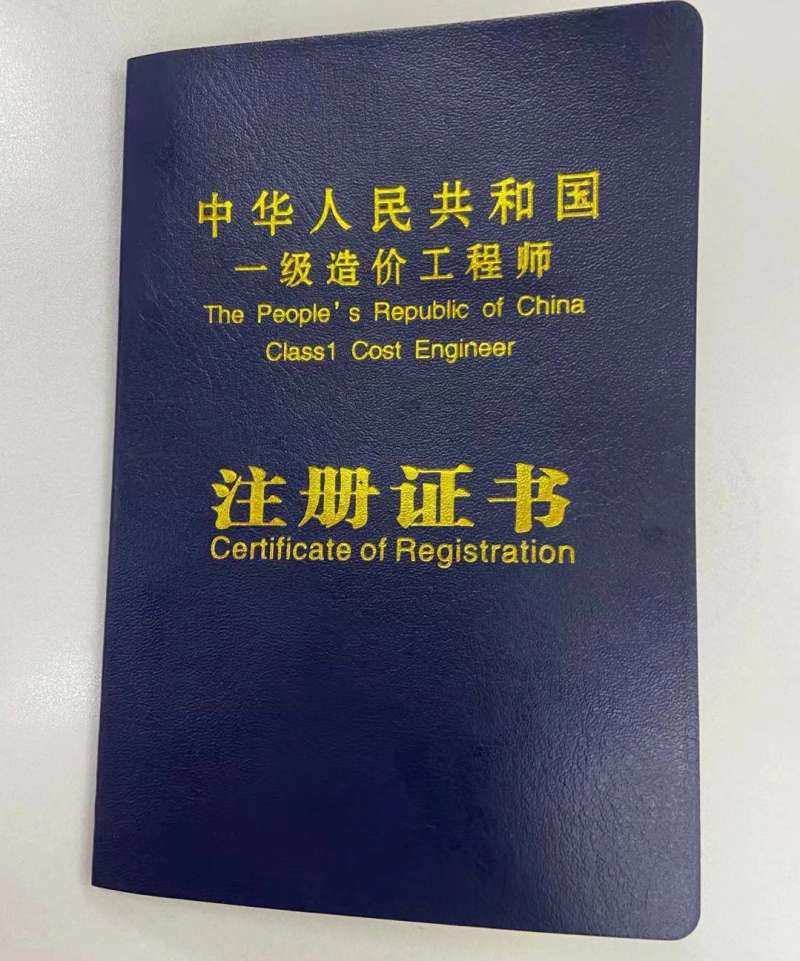 中华人民共和国
一级造价工程师
The People's Republic of China
Class1 Cost Engineer
注册证书
Certificate of Registration